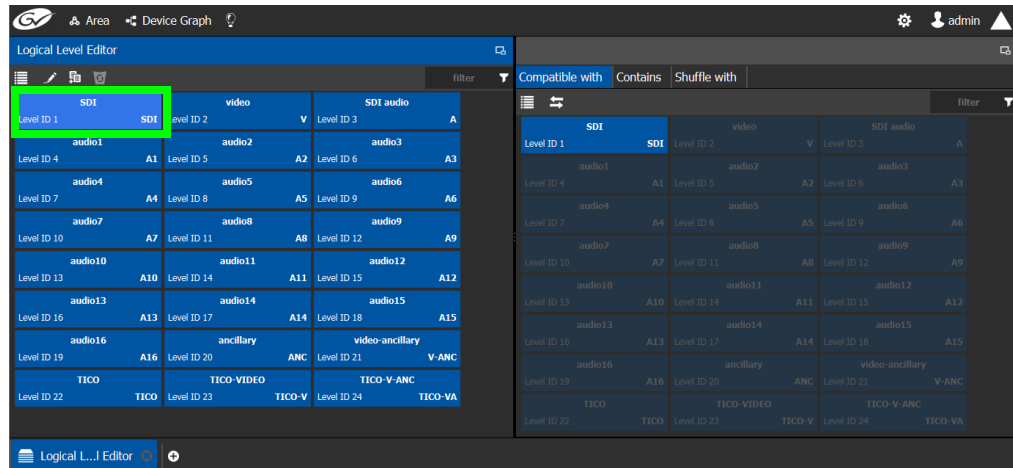 GV Area Device Graph admin
Logical Level Editor
filter
Compatible with Contains Shuffle with
filter
SDI video SDI audio
Level ID 1 SDI Level ID 2 V Level ID 3 A
audio1 audio2 audio3
Level ID 4 A1 Level ID 5 A2 Level ID 6 A3
audio4 audio5 audio6
Level ID 7 A4 Level ID 8 A5 Level ID 9 A6
audio7 audio8 audio9
Level ID 10 A7 Level ID 11 A8 Level ID 12 A9
audio10 audio11 audio12
Level ID 13 A10 Level ID 14 A11 Level ID 15 A12
audio13 audio14 audio15
Level ID 16 A13 Level ID 17 A14 Level ID 18 A15
audio16 ancillary video-ancillary
Level ID 19 A16 Level ID 20 ANC Level ID 21 V-ANC
TICO TICO-VIDEO TICO-V-ANC
Level ID 22 TICO Level ID 23 TICO-V Level ID 24 TICO-VA
SDI video SDI audio
Level ID 1 SDI Level ID 2 V Level ID 3 A
audio1 audio2 audio3
Level ID 4 A1 Level ID 5 A2 Level ID 6 A3
audio4 audio5 audio6
Level ID 7 A4 Level ID 8 A5 Level ID 9 A6
audio7 audio8 audio9
Level ID 10 A7 Level ID 11 A8 Level ID 12 A9
audio10 audio11 audio12
Level ID 13 A10 Level ID 14 A11 Level ID 15 A12
audio13 audio14 audio15
Level ID 16 A13 Level ID 17 A14 Level ID 18 A15
audio16 ancillary video-ancillary
Level ID 19 A16 Level ID 20 ANC Level ID 21 V-ANC
TICO TICO-VIDEO TICO-V-ANC
Level ID 22 TICO Level ID 23 TICO-V Level ID 24 TICO-VA
Logical L...l Editor